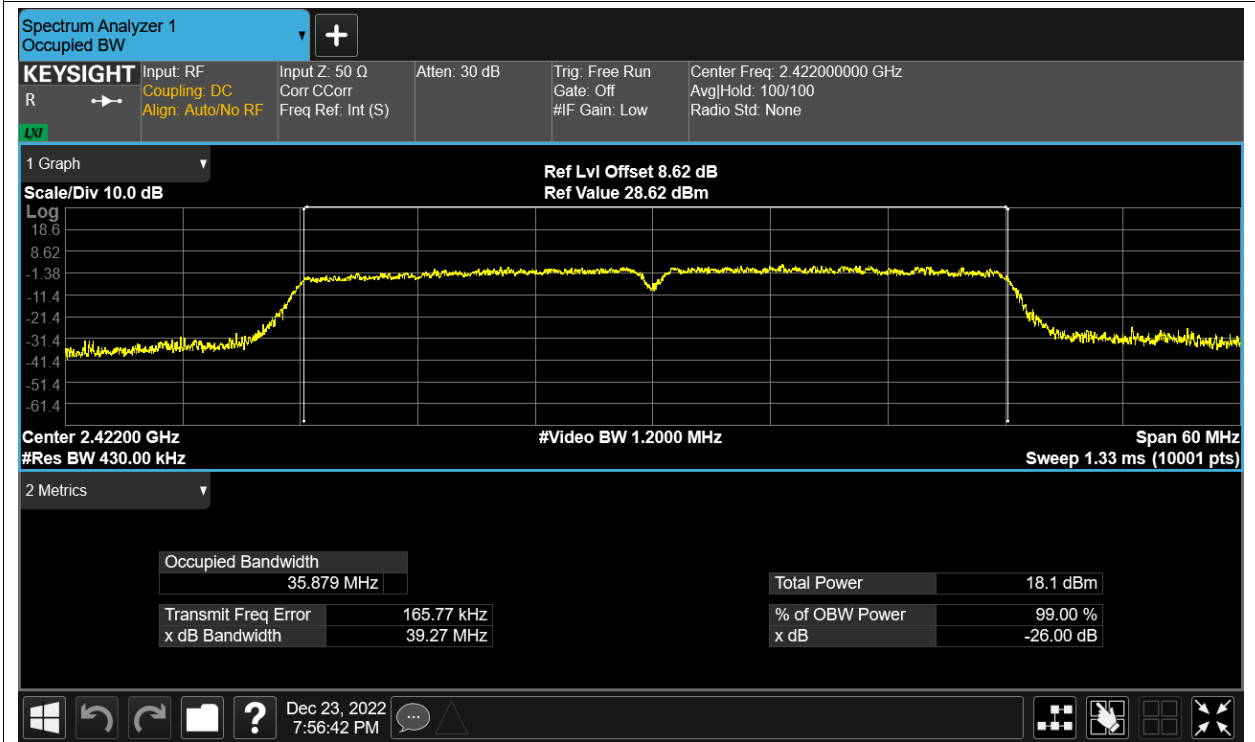 Spectrum Analyzer 1
Occupied BW
KEYSIGHT
R
LXI
Input: RF
Coupling: DC
Align: Auto/No RF
Input Z: 50 Ω
Corr CCorr
Freq Ref: Int (S)
Atten: 30 dB
Trig: Free Run
Gate: Off
#IF Gain: Low
Center Freq: 2.422000000 GHz
Avg|Hold: 100/100
Radio Std: None
1 Graph
Scale/Div 10.0 dB
Ref Lvl Offset 8.62 dB
Ref Value 28.62 dBm
Log
18.6
8.62
-1.38
-11.4
-21.4
-31.4
-41.4
-51.4
-61.4
Center 2.42200 GHz
#Video BW 1.2000 MHz
Span 60 MHz
#Res BW 430.00 kHz
Sweep 1.33 ms (10001 pts)
2 Metrics
Occupied Bandwidth
35.879 MHz
Total Power 18.1 dBm
Transmit Freq Error 165.77 kHz
% of OBW Power 99.00 %
x dB Bandwidth 39.27 MHz
x dB -26.00 dB
?
Dec 23, 2022
7:56:42 PM